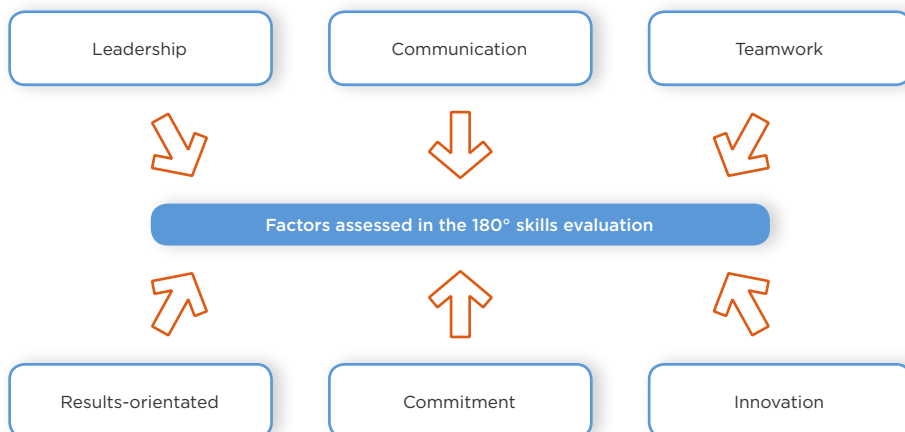 Leadership
Communication
Teamwork
Factors assessed in the 180° skills evaluation
Results-orientated
Commitment
Innovation